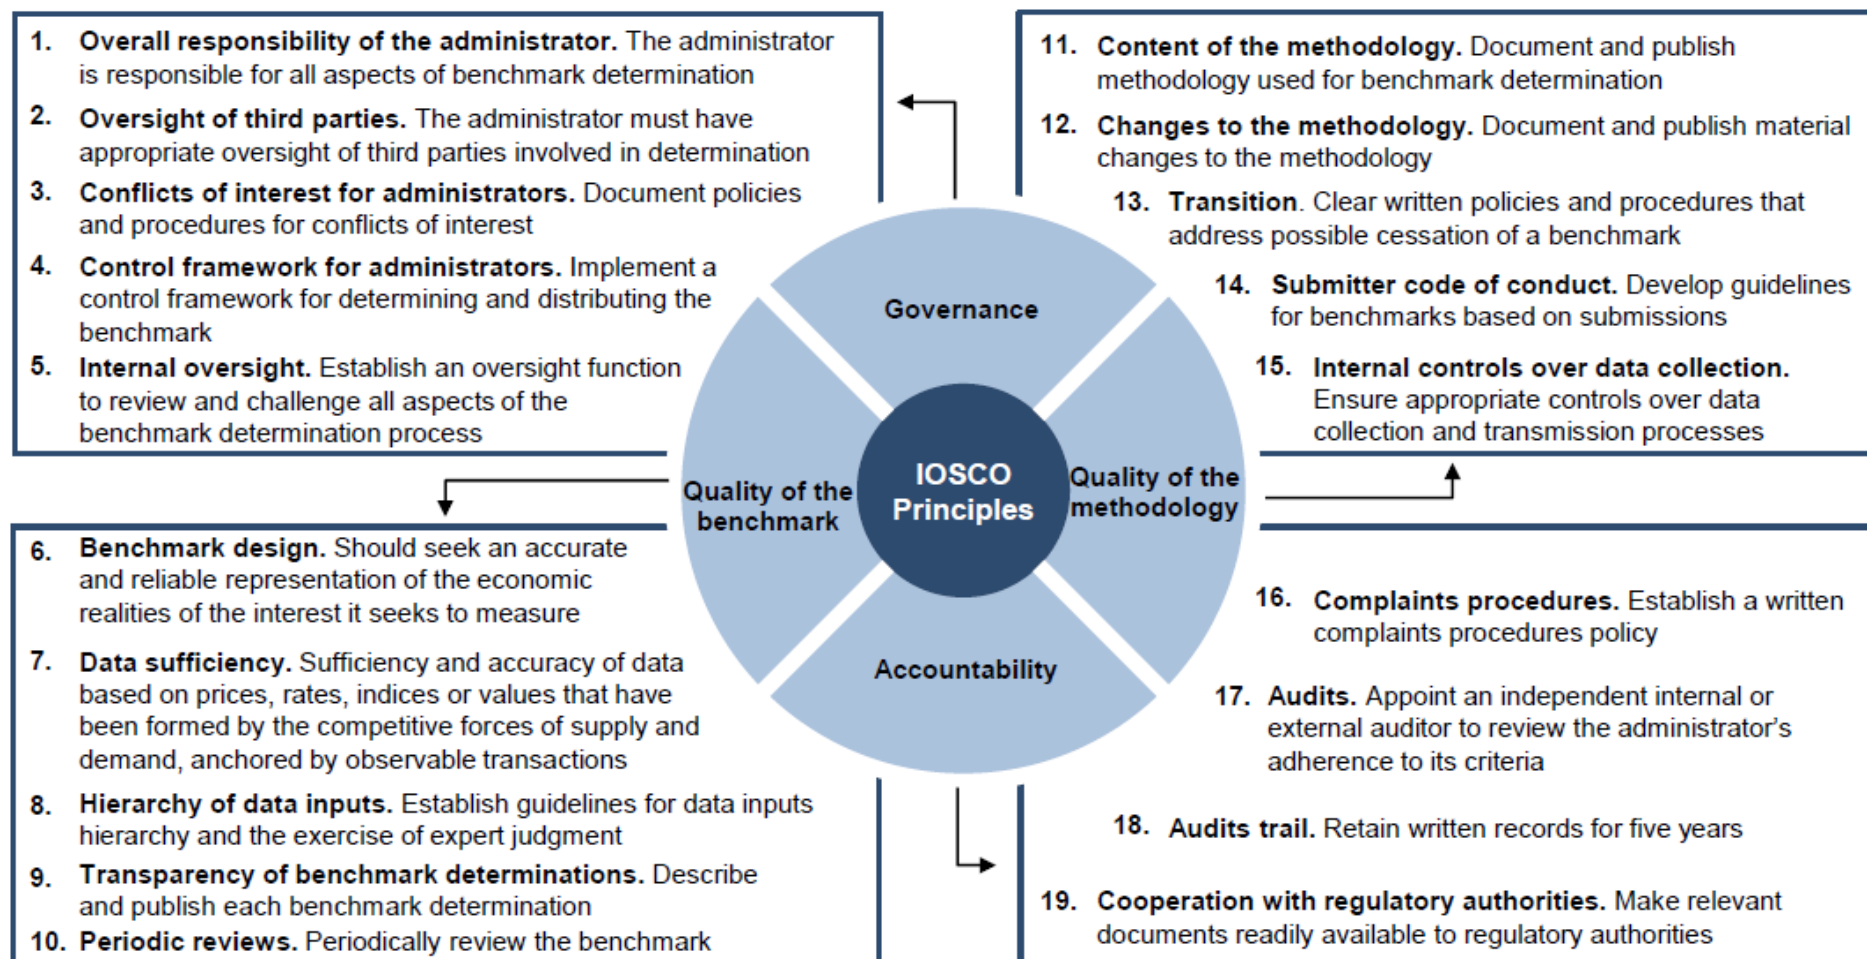 1. Overall responsibility of the administrator. The administrator
is responsible for all aspects of benchmark determination
2. Oversight of third parties. The administrator must have
appropriate oversight of third parties involved in determination
3. Conflicts of interest for administrators. Document policies
and procedures for conflicts of interest
4. Control framework for administrators. Implement a
control framework for determining and distributing the
benchmark
5. Internal oversight. Establish an oversight function
to review and challenge all aspects of the
benchmark determination process
11. Content of the methodology. Document and publish
methodology used for benchmark determination
12. Changes to the methodology. Document and publish material
changes to the methodology
13. Transition. Clear written policies and procedures that
address possible cessation of a benchmark
14. Submitter code of conduct. Develop guidelines
for benchmarks based on submissions
15. Internal controls over data collection.
Ensure appropriate controls over data
collection and transmission processes
Governance
Quality of the
benchmark
IOSCO
Principles
Quality of the
methodology
Accountability
6. Benchmark design. Should seek an accurate
and reliable representation of the economic
realities of the interest it seeks to measure
7. Data sufficiency. Sufficiency and accuracy of data
based on prices, rates, indices or values that have
been formed by the competitive forces of supply and
demand, anchored by observable transactions
8. Hierarchy of data inputs. Establish guidelines for data inputs
hierarchy and the exercise of expert judgment
9. Transparency of benchmark determinations. Describe
and publish each benchmark determination
10. Periodic reviews. Periodically review the benchmark
16. Complaints procedures. Establish a written
complaints procedures policy
17. Audits. Appoint an independent internal or
external auditor to review the administrator's
adherence to its criteria
18. Audits trail. Retain written records for five years
19. Cooperation with regulatory authorities. Make relevant
documents readily available to regulatory authorities